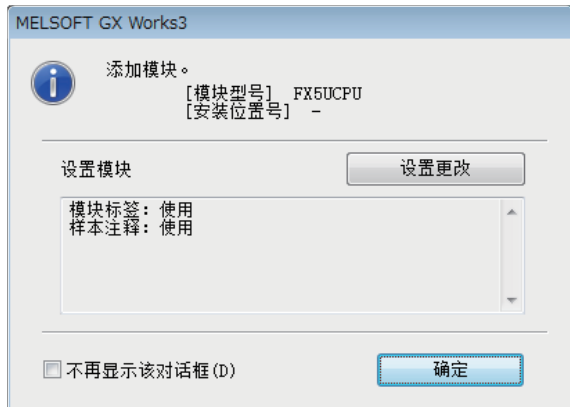 MELSOFT GX Works3
添加模块。
[模块型号] FX5UCPU
[安装位置号] -
设置模块
设置更改
模块标签: 使用
样本注释: 使用
不再显示该对话框(D)
确定